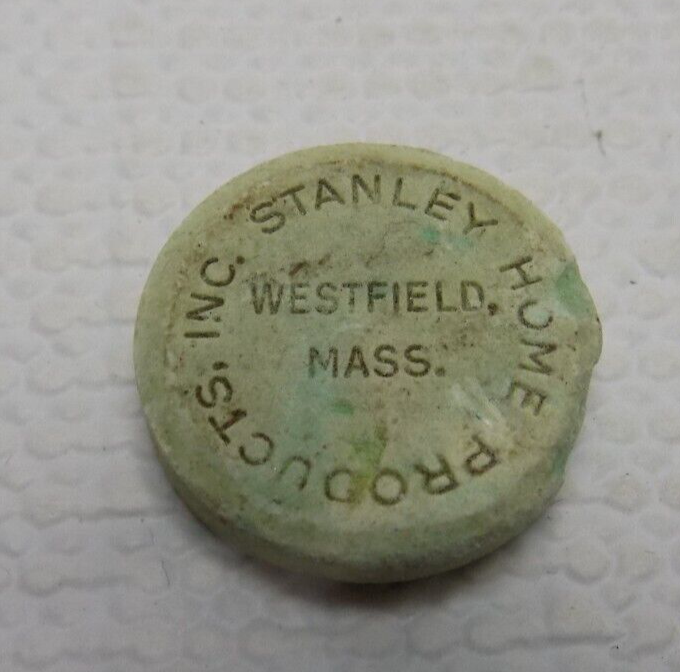 STANLEY HOME PRODUCTS, INC.
WESTFIELD,
MASS.